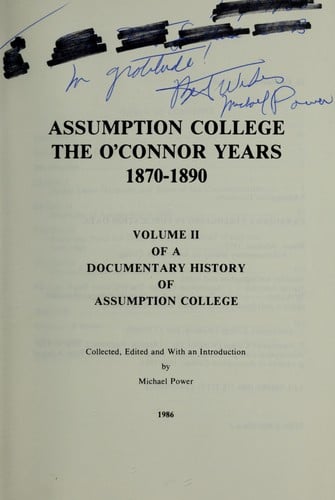 In gratitude!
Best Wishes
Michael Power
ASSUMPTION COLLEGE
THE O'CONNOR YEARS
1870-1890
VOLUME II
OF A
DOCUMENTARY HISTORY
OF
ASSUMPTION COLLEGE
Collected, Edited and With an Introduction
by
Michael Power
1986